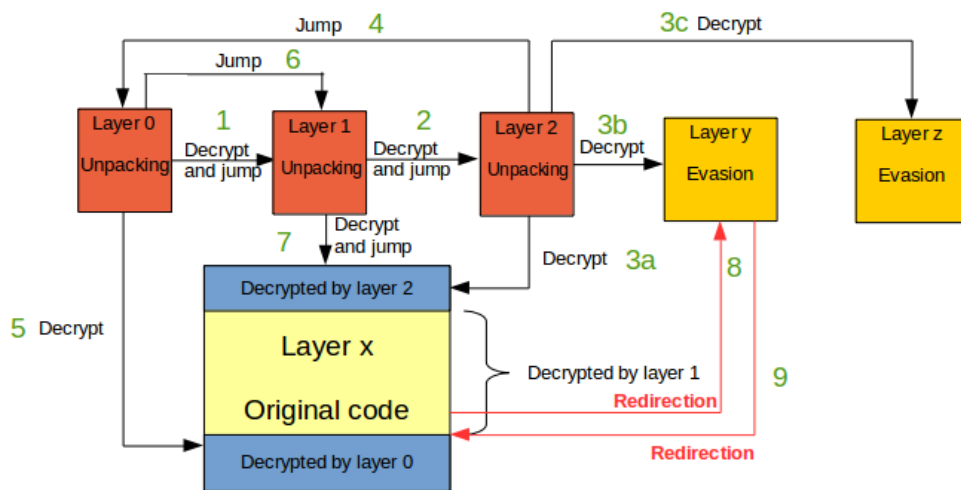 Jump 4
3c Decrypt
Jump 6
Layer 0
Unpacking
1
Decrypt
and jump
Layer 1
Unpacking
2
Decrypt
and jump
Layer 2
Unpacking
3b
Decrypt
Layer y
Evasion
Layer z
Evasion
7
Decrypt
and jump
Decrypt 3a
8
Decrypted by layer 2
5 Decrypt
Layer x
Original code
Decrypted by layer 1
9
Redirection
Redirection
Decrypted by layer 0